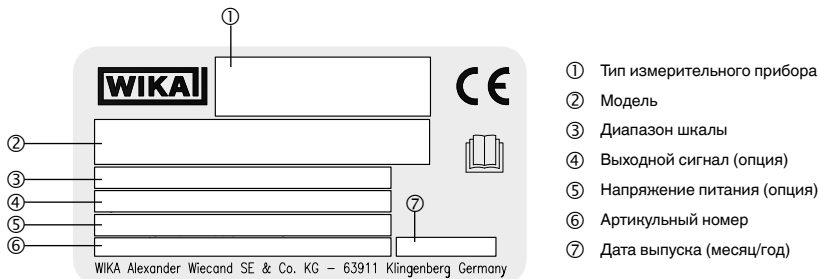 ①
WIKA
CE
②
③
④
⑤
⑥
⑦
WIKA Alexander Wiecand SE & Co. KG – 63911 Klingenberg Germany
① Тип измерительного прибора
② Модель
③ Диапазон шкалы
④ Выходной сигнал (опция)
⑤ Напряжение питания (опция)
⑥ Артикульный номер
⑦ Дата выпуска (месяц/год)